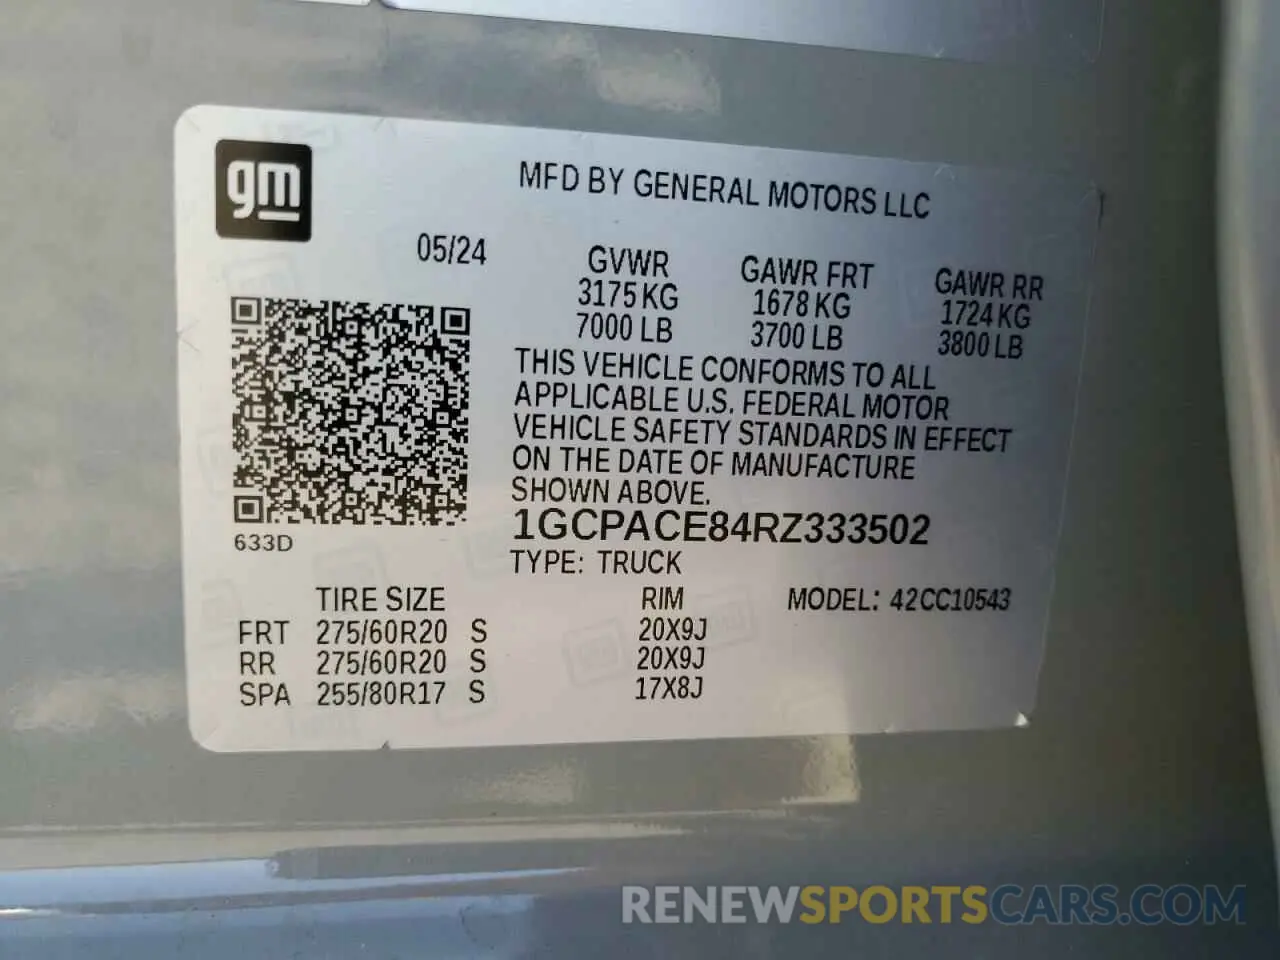 gm
MFD BY GENERAL MOTORS LLC
05/24
GVWR GAWR FRT GAWR RR
3175 KG 1678 KG 1724 KG
7000 LB 3700 LB 3800 LB
THIS VEHICLE CONFORMS TO ALL
APPLICABLE U.S. FEDERAL MOTOR
VEHICLE SAFETY STANDARDS IN EFFECT
ON THE DATE OF MANUFACTURE
SHOWN ABOVE.
1GCPACE84RZ333502
633D
TYPE: TRUCK
TIRE SIZE RIM MODEL: 42CC10543
FRT 275/60R20 S 20X9J
RR 275/60R20 S 20X9J
SPA 255/80R17 S 17X8J
RENEWSPORTSCARS.COM